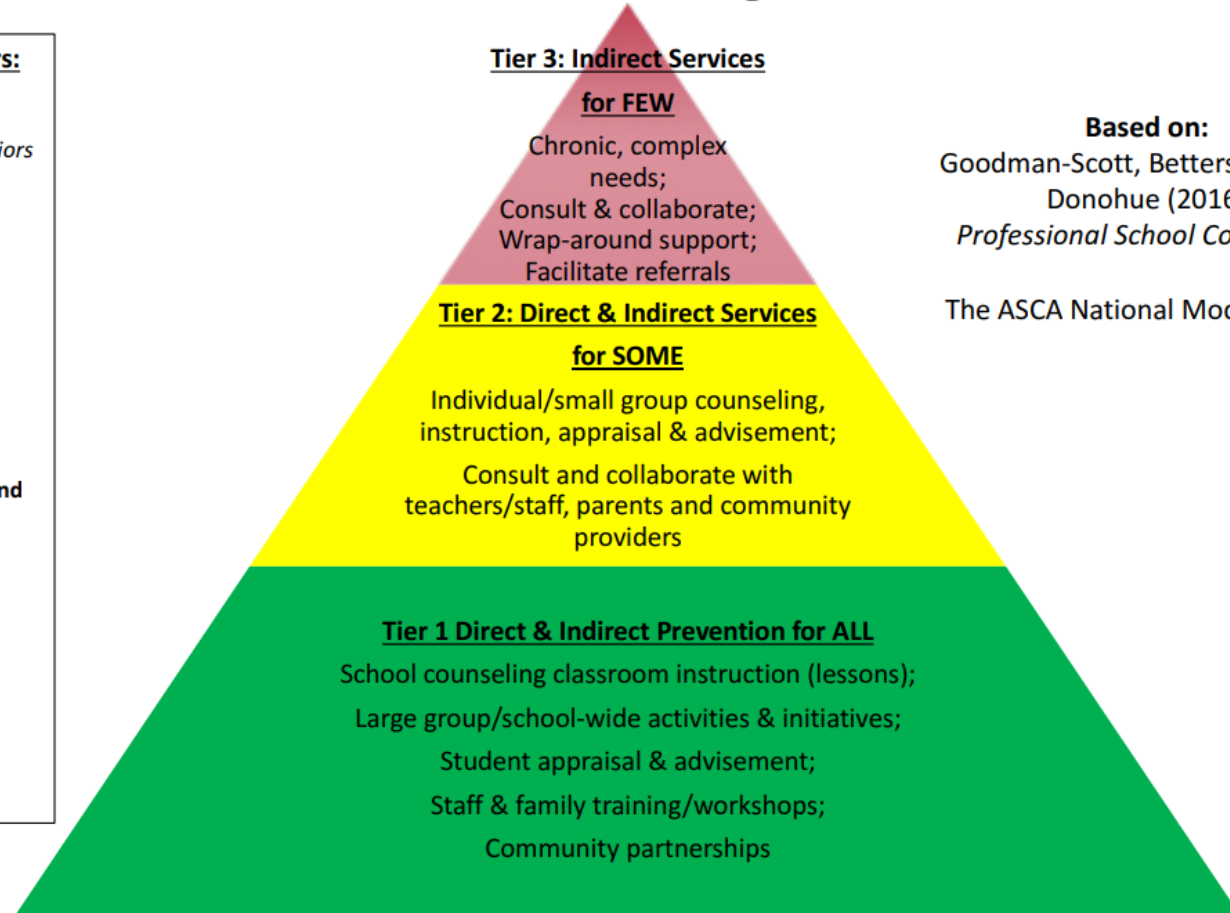 Tier 3: Indirect Services
for FEW
Chronic, complex
needs;
Consult & collaborate;
Wrap-around support;
Facilitate referrals
Tier 2: Direct & Indirect Services
for SOME
Individual/small group counseling,
instruction, appraisal & advisement;
Consult and collaborate with
teachers/staff, parents and community
providers
Tier 1 Direct & Indirect Prevention for ALL
School counseling classroom instruction (lessons);
Large group/school-wide activities & initiatives;
Student appraisal & advisement;
Staff & family training/workshops;
Community partnerships
Based on:
Goodman-Scott, Betters
Donohue (2016
Professional School Co
The ASCA National